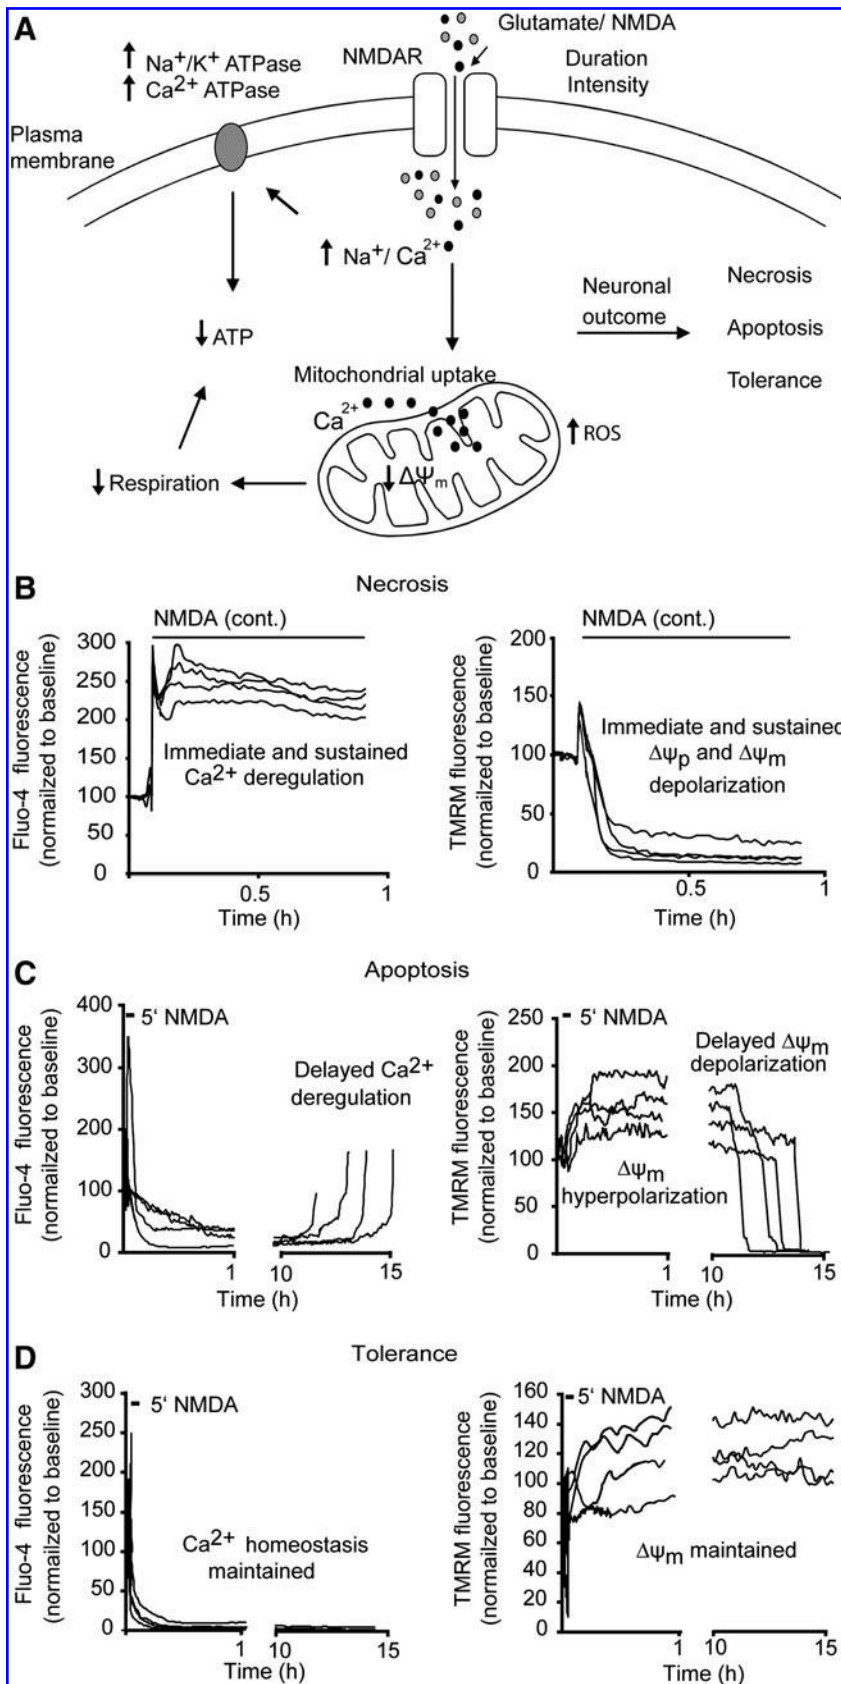 A
Glutamate/ NMDA
↑ Na+/K+ ATPase
↑ Ca2+ ATPase
NMDAR
Duration
Intensity
Plasma
membrane
↑ Na+/ Ca2+
Neuronal
outcome
Necrosis
Apoptosis
Tolerance
↓ ATP
Mitochondrial uptake
Ca2+
↑ ROS
↓ Respiration
↓ ΔΨm
B
Necrosis
Fluo-4 fluorescence
(normalized to baseline)
NMDA (cont.)
300
250
200
150
100
50
0
Immediate and sustained
Ca2+ deregulation
0.5
1
Time (h)
TMRM fluorescence
(normailzed to baseline)
NMDA (cont.)
200
150
100
50
0
Immediate and sustained
ΔΨp and ΔΨm
depolarization
0.5
1
Time (h)
C
Apoptosis
Fluo-4 fluorescence
(normailzed to baseline)
400
300
200
100
0
5‘ NMDA
Delayed Ca2+
deregulation
1
10
15
Time (h)
TMRM fluorescence
(normailzed to baseline)
250
200
150
100
50
0
5‘ NMDA
Delayed ΔΨm
depolarization
ΔΨm
hyperpolarization
1
10
15
Time (h)
D
Tolerance
Fluo-4 fluorescence
(normailzed to baseline)
300
250
200
150
100
50
0
5‘ NMDA
Ca2+ homeostasis
maintained
1
10
15
Time (h)
TMRM fluorescence
(normailzed to baseline)
160
140
120
100
80
60
40
20
0
5‘ NMDA
ΔΨm maintained
1
10
15
Time (h)